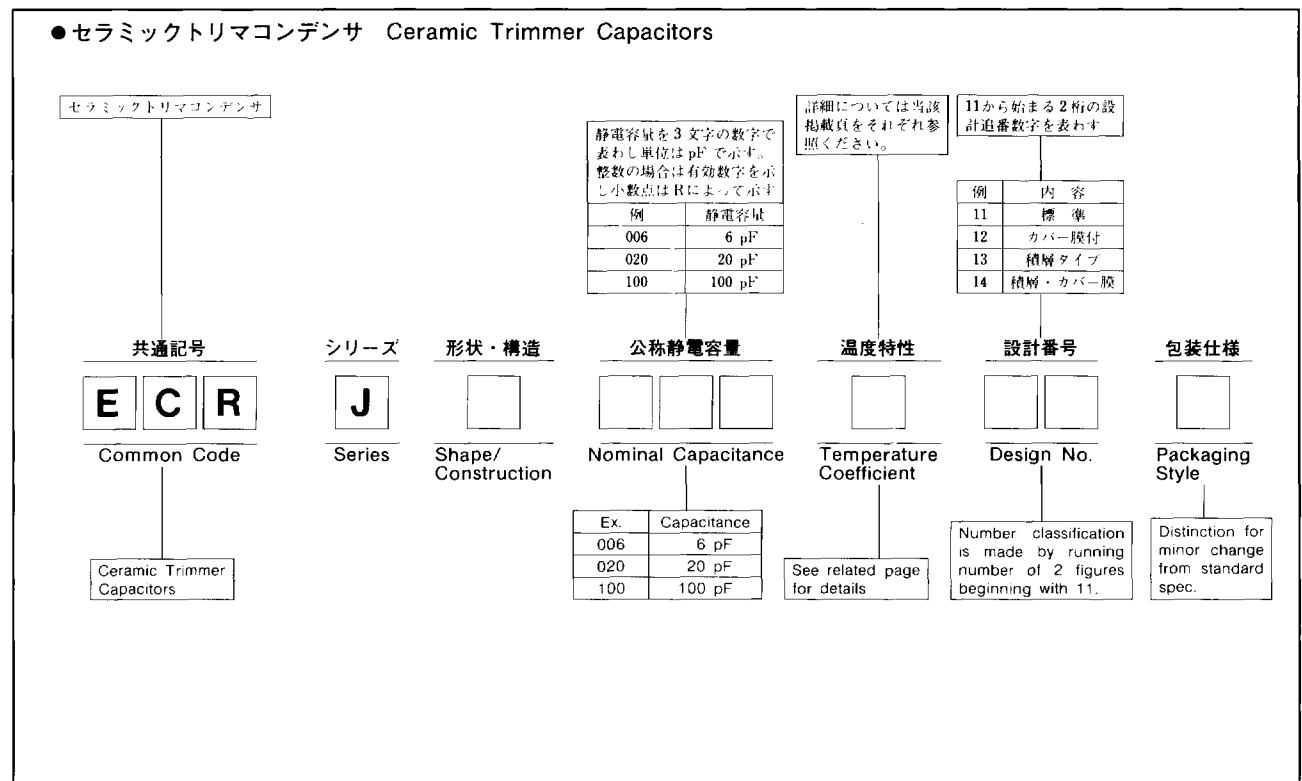 ●セラミックトリマコンデンサ Ceramic Trimmer Capacitors
セラミックトリマコンデンサ
静電容量を3文字の数字で
表わし単位は pF で示す。
整数の場合は有効数字を示
し小数点はRによって示す
例 静電容量
006 6 pF
020 20 pF
100 100 pF
詳細については当該
掲載頁をそれぞれ参
照ください。
11から始まる2桁の設
計追番数字を表わす
例 内 容
11 標 準
12 カバー膜付
13 積層タイプ
14 積層・カバー膜
共通記号 シリーズ 形状・構造 公称静電容量 温度特性 設計番号 包装仕様
E C R J
Common Code Series Shape/ Nominal Capacitance Temperature Design No. Packaging
Construction Coefficient Style
Ceramic Trimmer
Capacitors
Ex. Capacitance
006 6 pF
020 20 pF
100 100 pF
See related page
for details
Number classification
is made by running
number of 2 figures
beginning with 11.
Distinction for
minor change
from standard
spec.